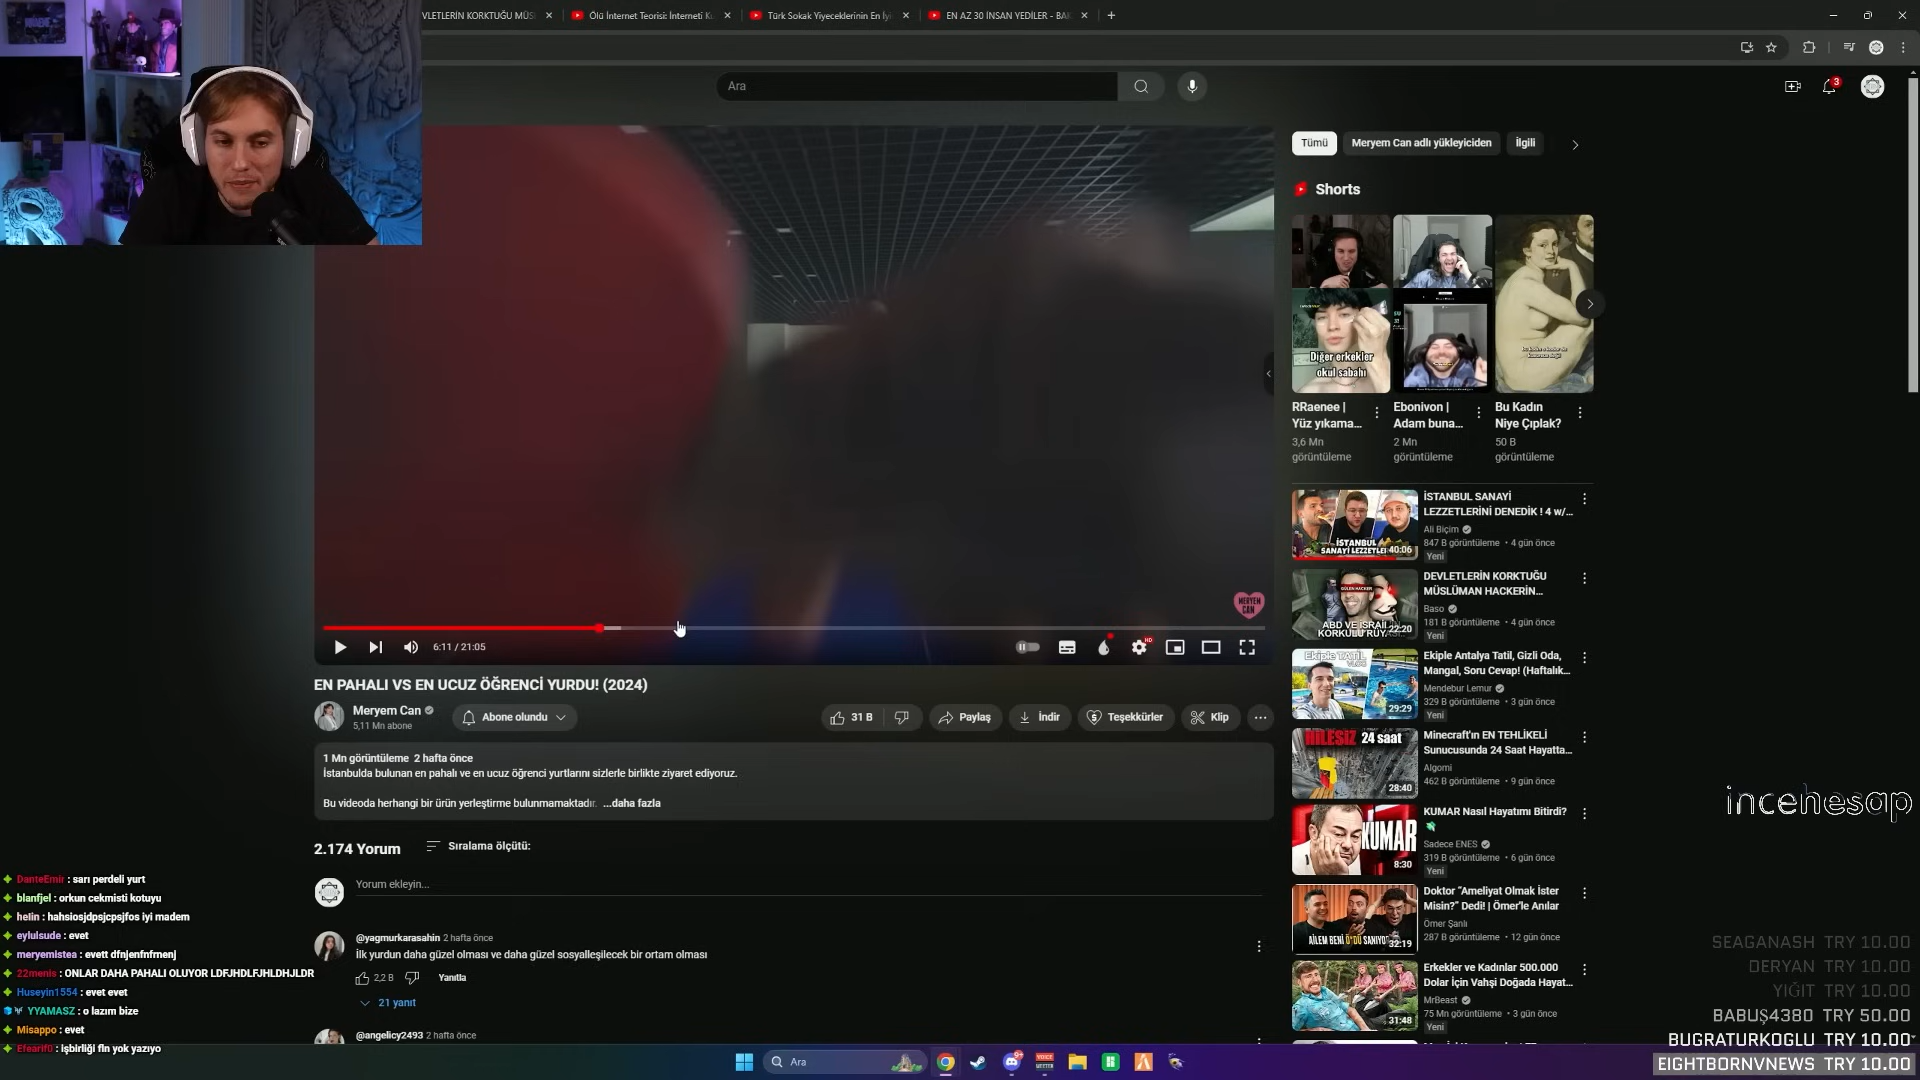 VLETLERİN KORKTUĞU MÜSL
Ölü İnternet Teorisi: İnterneti Ku
Türk Sokak Yiyeceklerinin En İyi
EN AZ 30 İNSAN YEDİLER - BAK
Ara
3
Tümü
Meryem Can adlı yükleyiciden
İlgili
Shorts
Diğer erkekler
okul sabahı
RRaenee |
Yüz yıkama...
3,6 Mn
görüntüleme
Ebonivon |
Adam buna...
2 Mn
görüntüleme
Bu Kadın
Niye Çıplak?
50 B
görüntüleme
MERYEM
CAN
6:11 / 21:05
HD
EN PAHALI VS EN UCUZ ÖĞRENCİ YURDU! (2024)
Meryem Can
5,11 Mn abone
Abone olundu
31 B
Paylaş
İndir
Teşekkürler
Klip
1 Mn görüntüleme 2 hafta önce
İstanbulda bulunan en pahalı ve en ucuz öğrenci yurtlarını sizlerle birlikte ziyaret ediyoruz.
Bu videoda herhangi bir ürün yerleştirme bulunmamaktadır. ...daha fazla
2.174 Yorum
Sıralama ölçütü:
Yorum ekleyin...
@yagmurkarasahin 2 hafta önce
İlk yurdun daha güzel olması ve daha güzel sosyalleşilecek bir ortam olması
2,2 B
Yanıtla
21 yanıt
@angelicy2493 2 hafta önce
İSTANBUL
SANAYİ LEZZETLERİ
40:06
İSTANBUL SANAYİ
LEZZETLERİNİ DENEDİK ! 4 w/...
Ali Biçim
847 B görüntüleme • 4 gün önce
Yeni
GÜLEN HACKER
ABD VE İSRAİL'İN
KORKULU RÜYASI
22:20
DEVLETLERİN KORKTUĞU
MÜSLÜMAN HACKERİN...
Baso
181 B görüntüleme • 4 gün önce
Yeni
Ekiple TATİL
VLOG
29:29
Ekiple Antalya Tatil, Gizli Oda,
Mangal, Soru Cevap! (Haftalık...
Mendebur Lemur
329 B görüntüleme • 3 gün önce
Yeni
HİLESİZ 24 saat
28:40
Minecraft'ın EN TEHLİKELİ
Sunucusunda 24 Saat Hayatta...
Algomi
462 B görüntüleme • 9 gün önce
KUMAR
8:30
KUMAR Nasıl Hayatımı Bitirdi?
Sadece ENES
319 B görüntüleme • 6 gün önce
Yeni
AİLEM BENİ ÖLDÜ SANIYOR
32:19
Doktor "Ameliyat Olmak İster
Misin?" Dedi! | Ömer'le Anılar
Ömer Şanlı
287 B görüntüleme • 12 gün önce
31:48
Erkekler ve Kadınlar 500.000
Dolar İçin Vahşi Doğada Hayat...
MrBeast
75 Mn görüntüleme • 3 gün önce
Yeni
incehesap
DanteEmir : sarı perdeli yurt
blanfjel : orkun cekmisti kotuyu
helin : hahsiosjdpsjcpsjfos iyi madem
eylulsude : evet
meryemistea : evett dfnjenfnfmenj
22menis : ONLAR DAHA PAHALI OLUYOR LDFJHDLFJHLDHJLDR
Huseyin1554 : evet evet
YYAMASZ : o lazım bize
Misappo : evet
Efearif0 : işbirliği fln yok yazıyo
SEAGANASH TRY 10.00
DERYAN TRY 10.00
YIĞIT TRY 10.00
BABUŞ4380 TRY 50.00
BUGRATURKOGLU TRY 10.00
EIGHTBORNVNEWS TRY 10.00
Ara